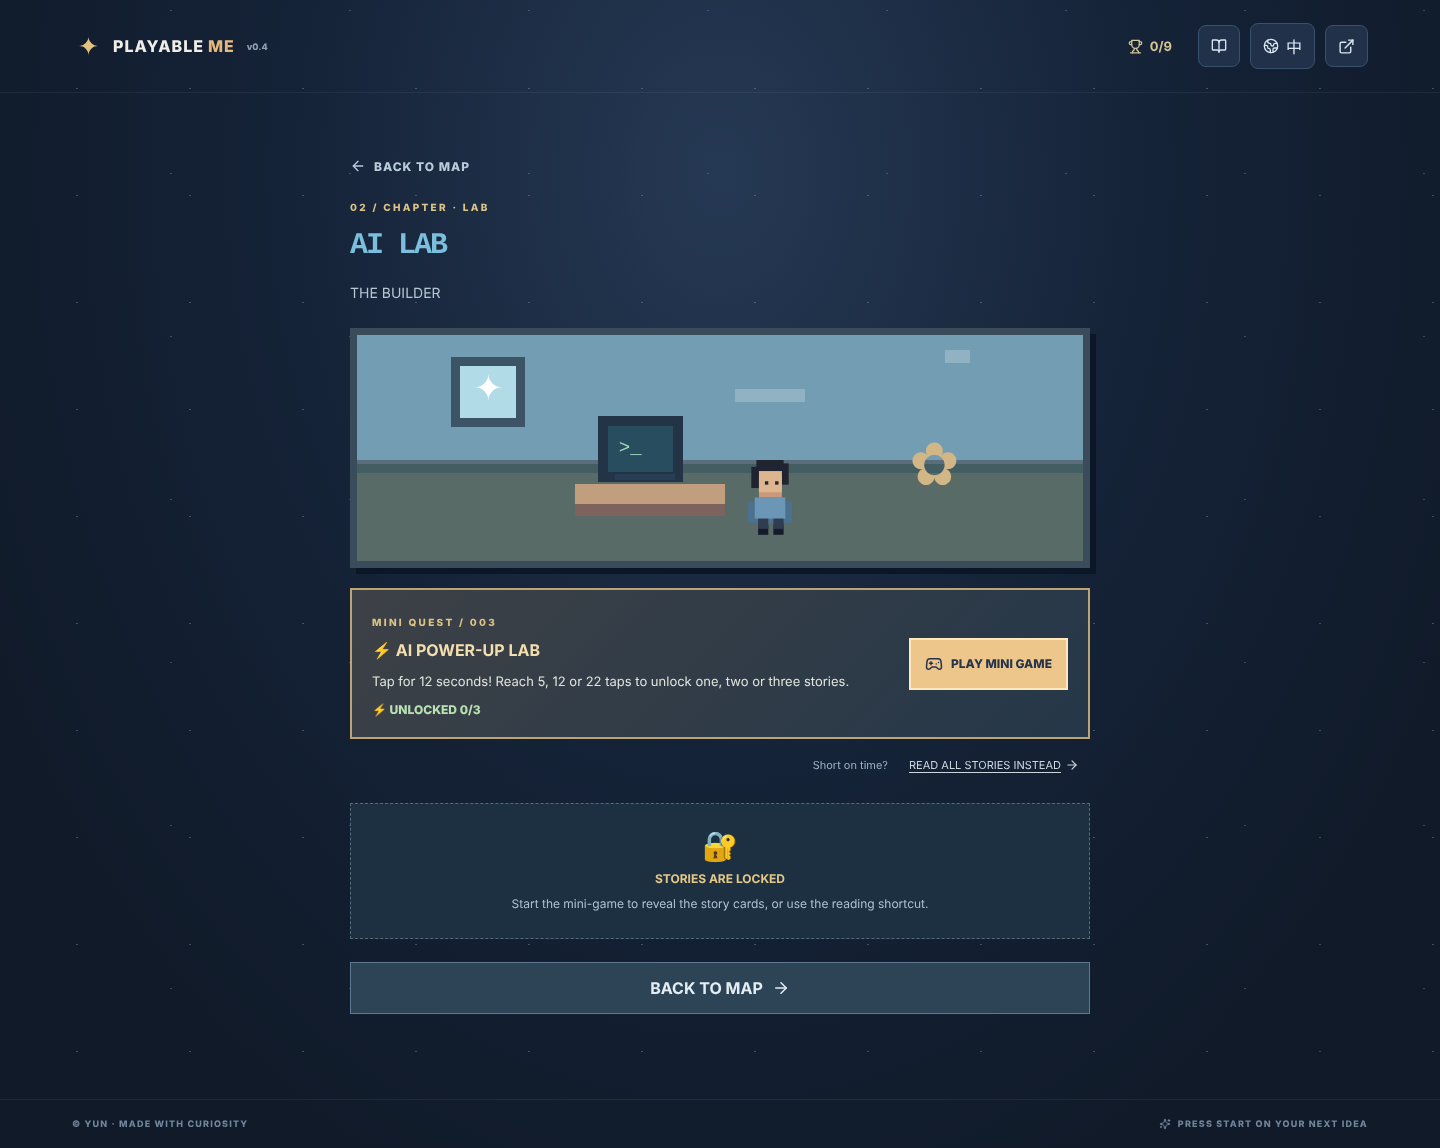 PLAYABLE ME v0.4
0/9
中
BACK TO MAP
02 / CHAPTER · LAB
AI LAB
THE BUILDER
>_
MINI QUEST / 003
⚡ AI POWER-UP LAB
Tap for 12 seconds! Reach 5, 12 or 22 taps to unlock one, two or three stories.
⚡ UNLOCKED 0/3
PLAY MINI GAME
Short on time? READ ALL STORIES INSTEAD →
STORIES ARE LOCKED
Start the mini-game to reveal the story cards, or use the reading shortcut.
BACK TO MAP →
© YUN · MADE WITH CURIOSITY
PRESS START ON YOUR NEXT IDEA